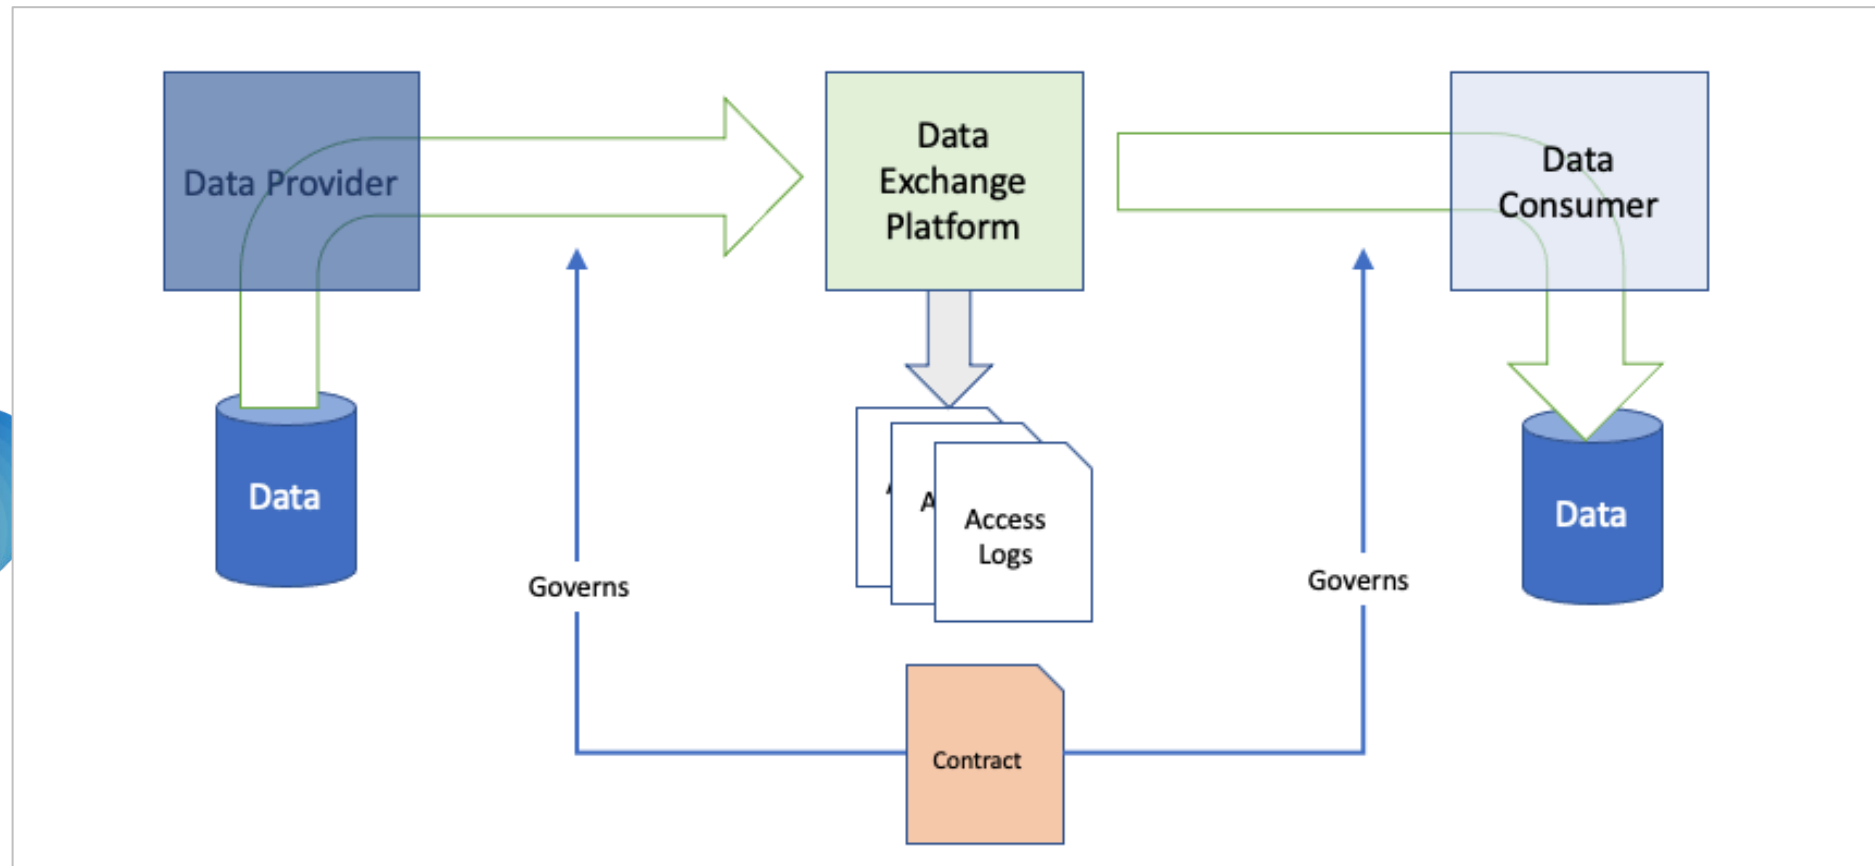 Data Provider
Data
Exchange
Platform
Data
Consumer
Data
A
A
Access
Logs
Data
Governs
Governs
Contract